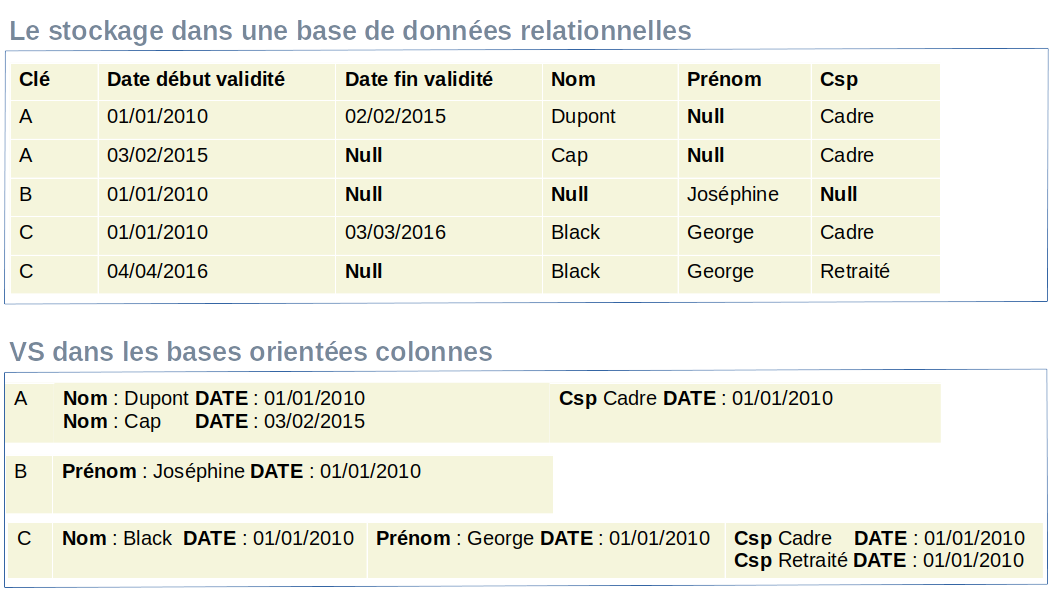 Le stockage dans une base de données relationnelles
Clé Date début validité Date fin validité Nom Prénom Csp
A 01/01/2010 02/02/2015 Dupont Null Cadre
A 03/02/2015 Null Cap Null Cadre
B 01/01/2010 Null Null Joséphine Null
C 01/01/2010 03/03/2016 Black George Cadre
C 04/04/2016 Null Black George Retraité
VS dans les bases orientées colonnes
A Nom : Dupont DATE : 01/01/2010 Csp Cadre DATE : 01/01/2010
Nom : Cap DATE : 03/02/2015
B Prénom : Joséphine DATE : 01/01/2010
C Nom : Black DATE : 01/01/2010 Prénom : George DATE : 01/01/2010 Csp Cadre DATE : 01/01/2010
Csp Retraité DATE : 01/01/2010